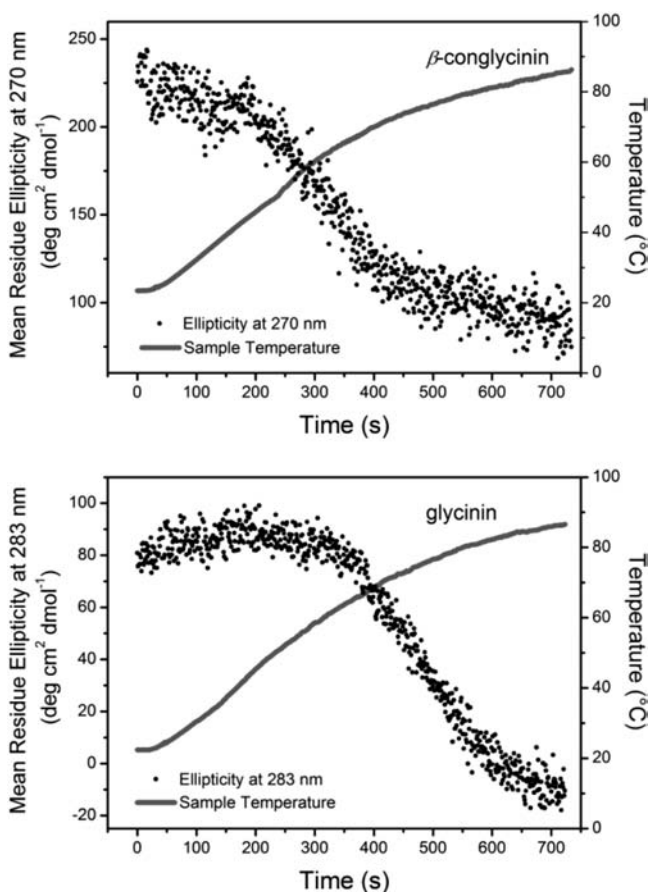 β-conglycinin
Mean Residue Ellipticity at 270 nm
(deg cm² dmol⁻¹)
250
200
150
100
100
80
60
40
20
0
Temperature (°C)
Ellipticity at 270 nm
Sample Temperature
0 100 200 300 400 500 600 700
Time (s)
glycinin
Mean Residue Ellipticity at 283 nm
(deg cm² dmol⁻¹)
100
80
60
40
20
0
-20
100
80
60
40
20
0
Temperature (°C)
Ellipticity at 283 nm
Sample Temperature
0 100 200 300 400 500 600 700
Time (s)